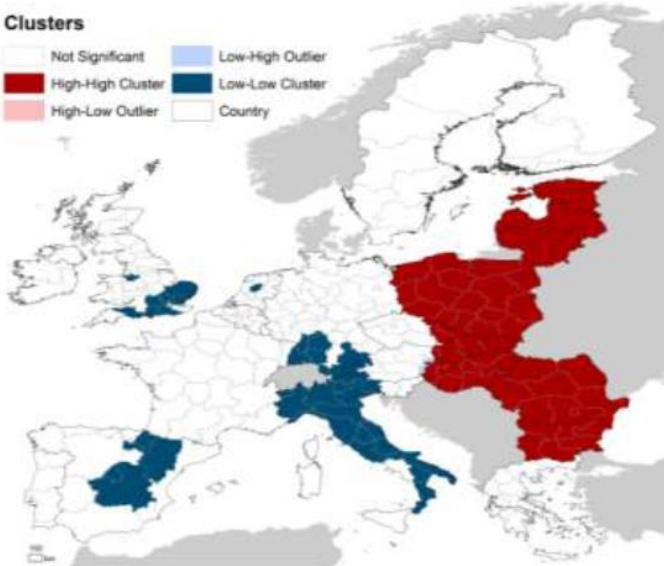 Clusters
Not Significant
Low-High Outlier
High-High Cluster
Low-Low Cluster
High-Low Outlier
Country